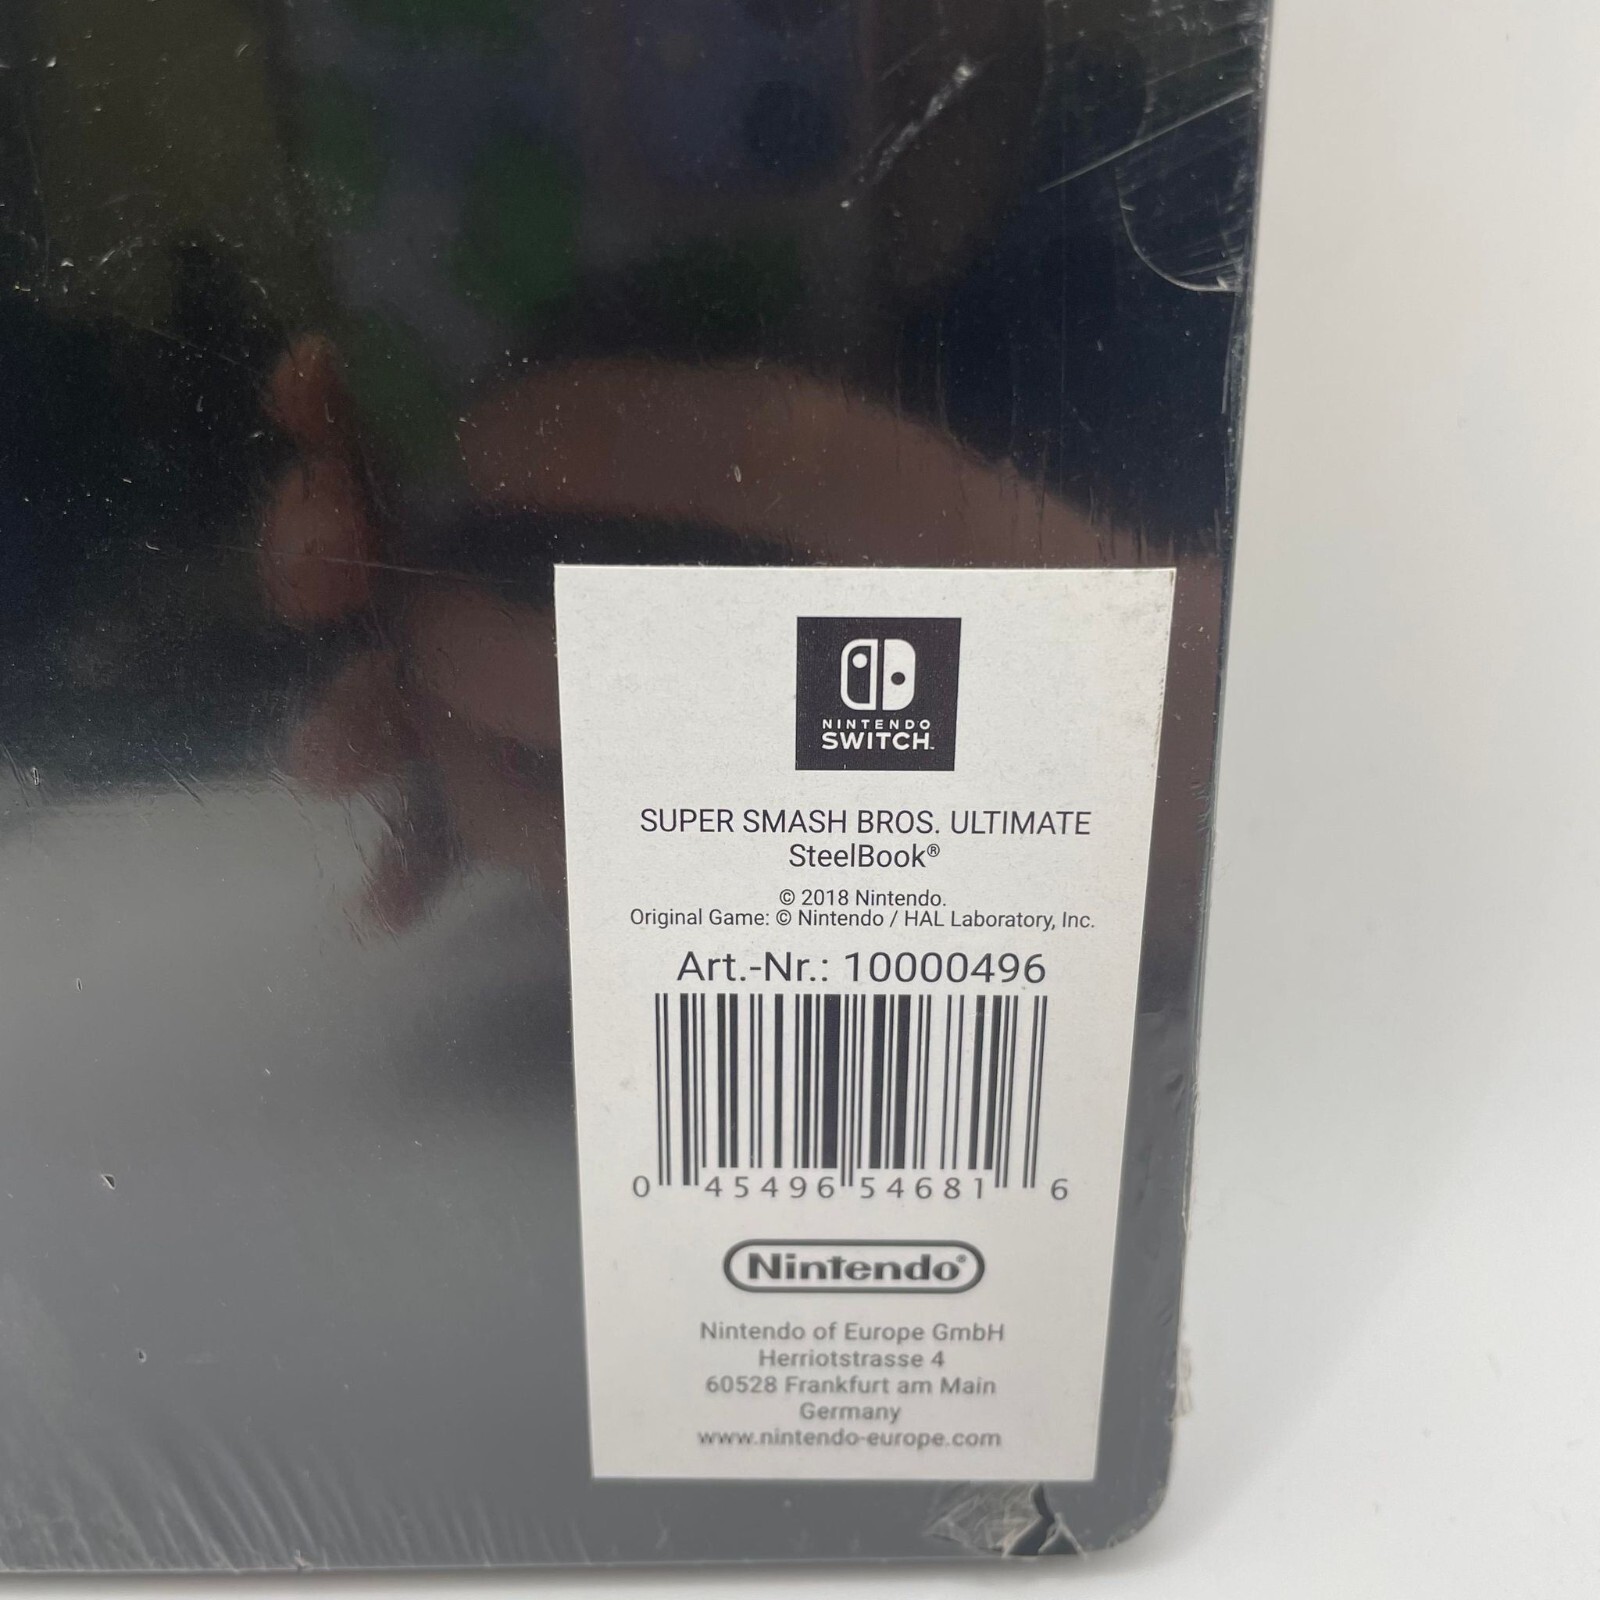 NINTENDO
SWITCH™
SUPER SMASH BROS. ULTIMATE
SteelBook®
© 2018 Nintendo.
Original Game: © Nintendo / HAL Laboratory, Inc.
Art.-Nr.: 10000496
0 45496 54681 6
Nintendo®
Nintendo of Europe GmbH
Herriotstrasse 4
60528 Frankfurt am Main
Germany
www.nintendo-europe.com